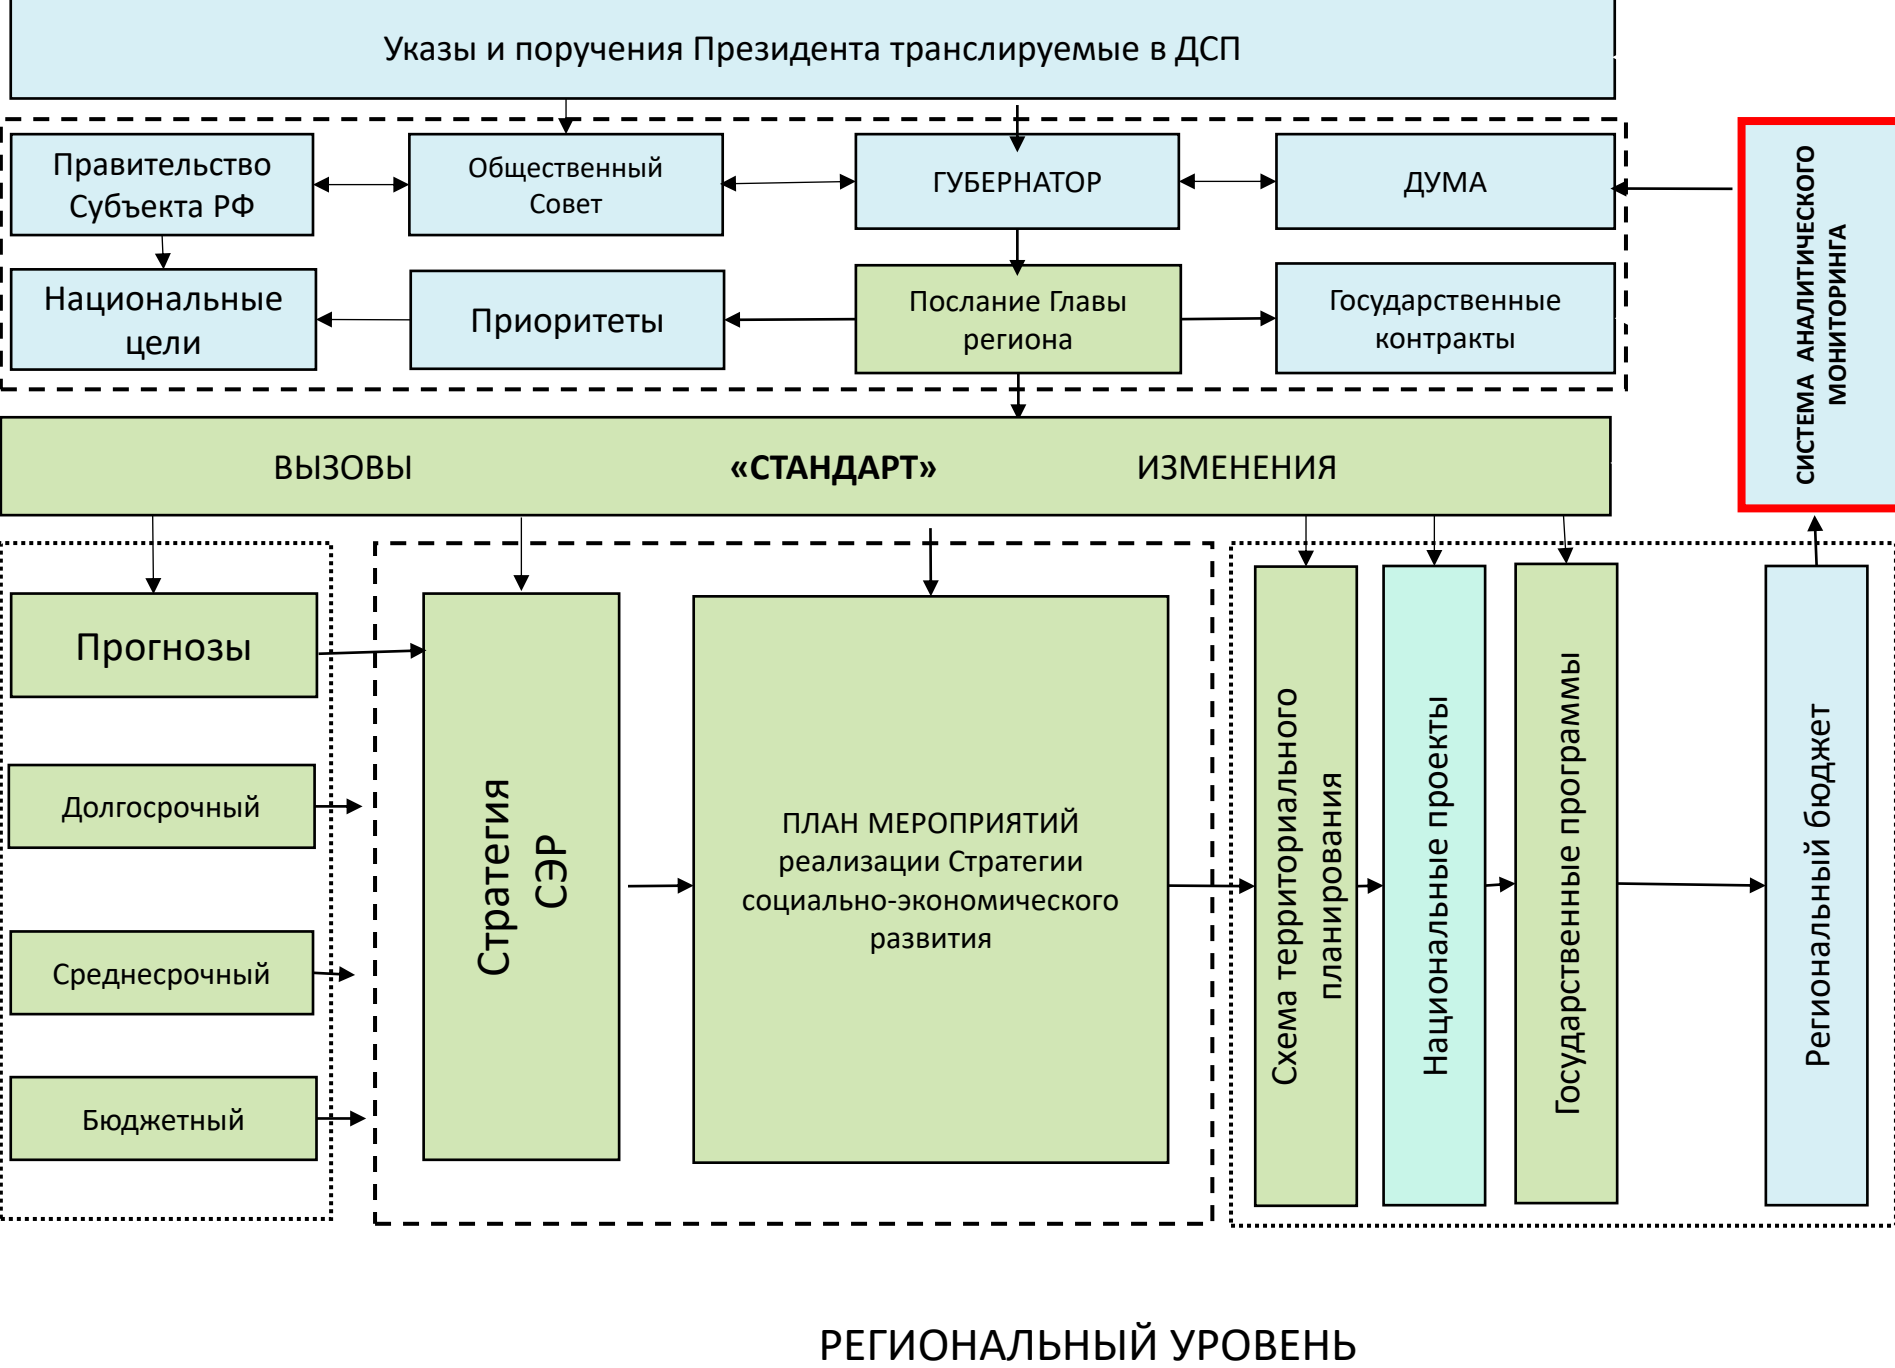 Указы и поручения Президента транслируемые в ДСП
Правительство
Субъекта РФ
Общественный
Совет
ГУБЕРНАТОР
ДУМА
Национальные
цели
Приоритеты
Послание Главы
региона
Государственные
контракты
СИСТЕМА АНАЛИТИЧЕСКОГО
МОНИТОРИНГА
ВЫЗОВЫ «СТАНДАРТ» ИЗМЕНЕНИЯ
Прогнозы
Долгосрочный
Среднесрочный
Бюджетный
Стратегия
СЭР
ПЛАН МЕРОПРИЯТИЙ
реализации Стратегии
социально-экономического
развития
Схема территориального
планирования
Национальные проекты
Государственные программы
Региональный бюджет
РЕГИОНАЛЬНЫЙ УРОВЕНЬ